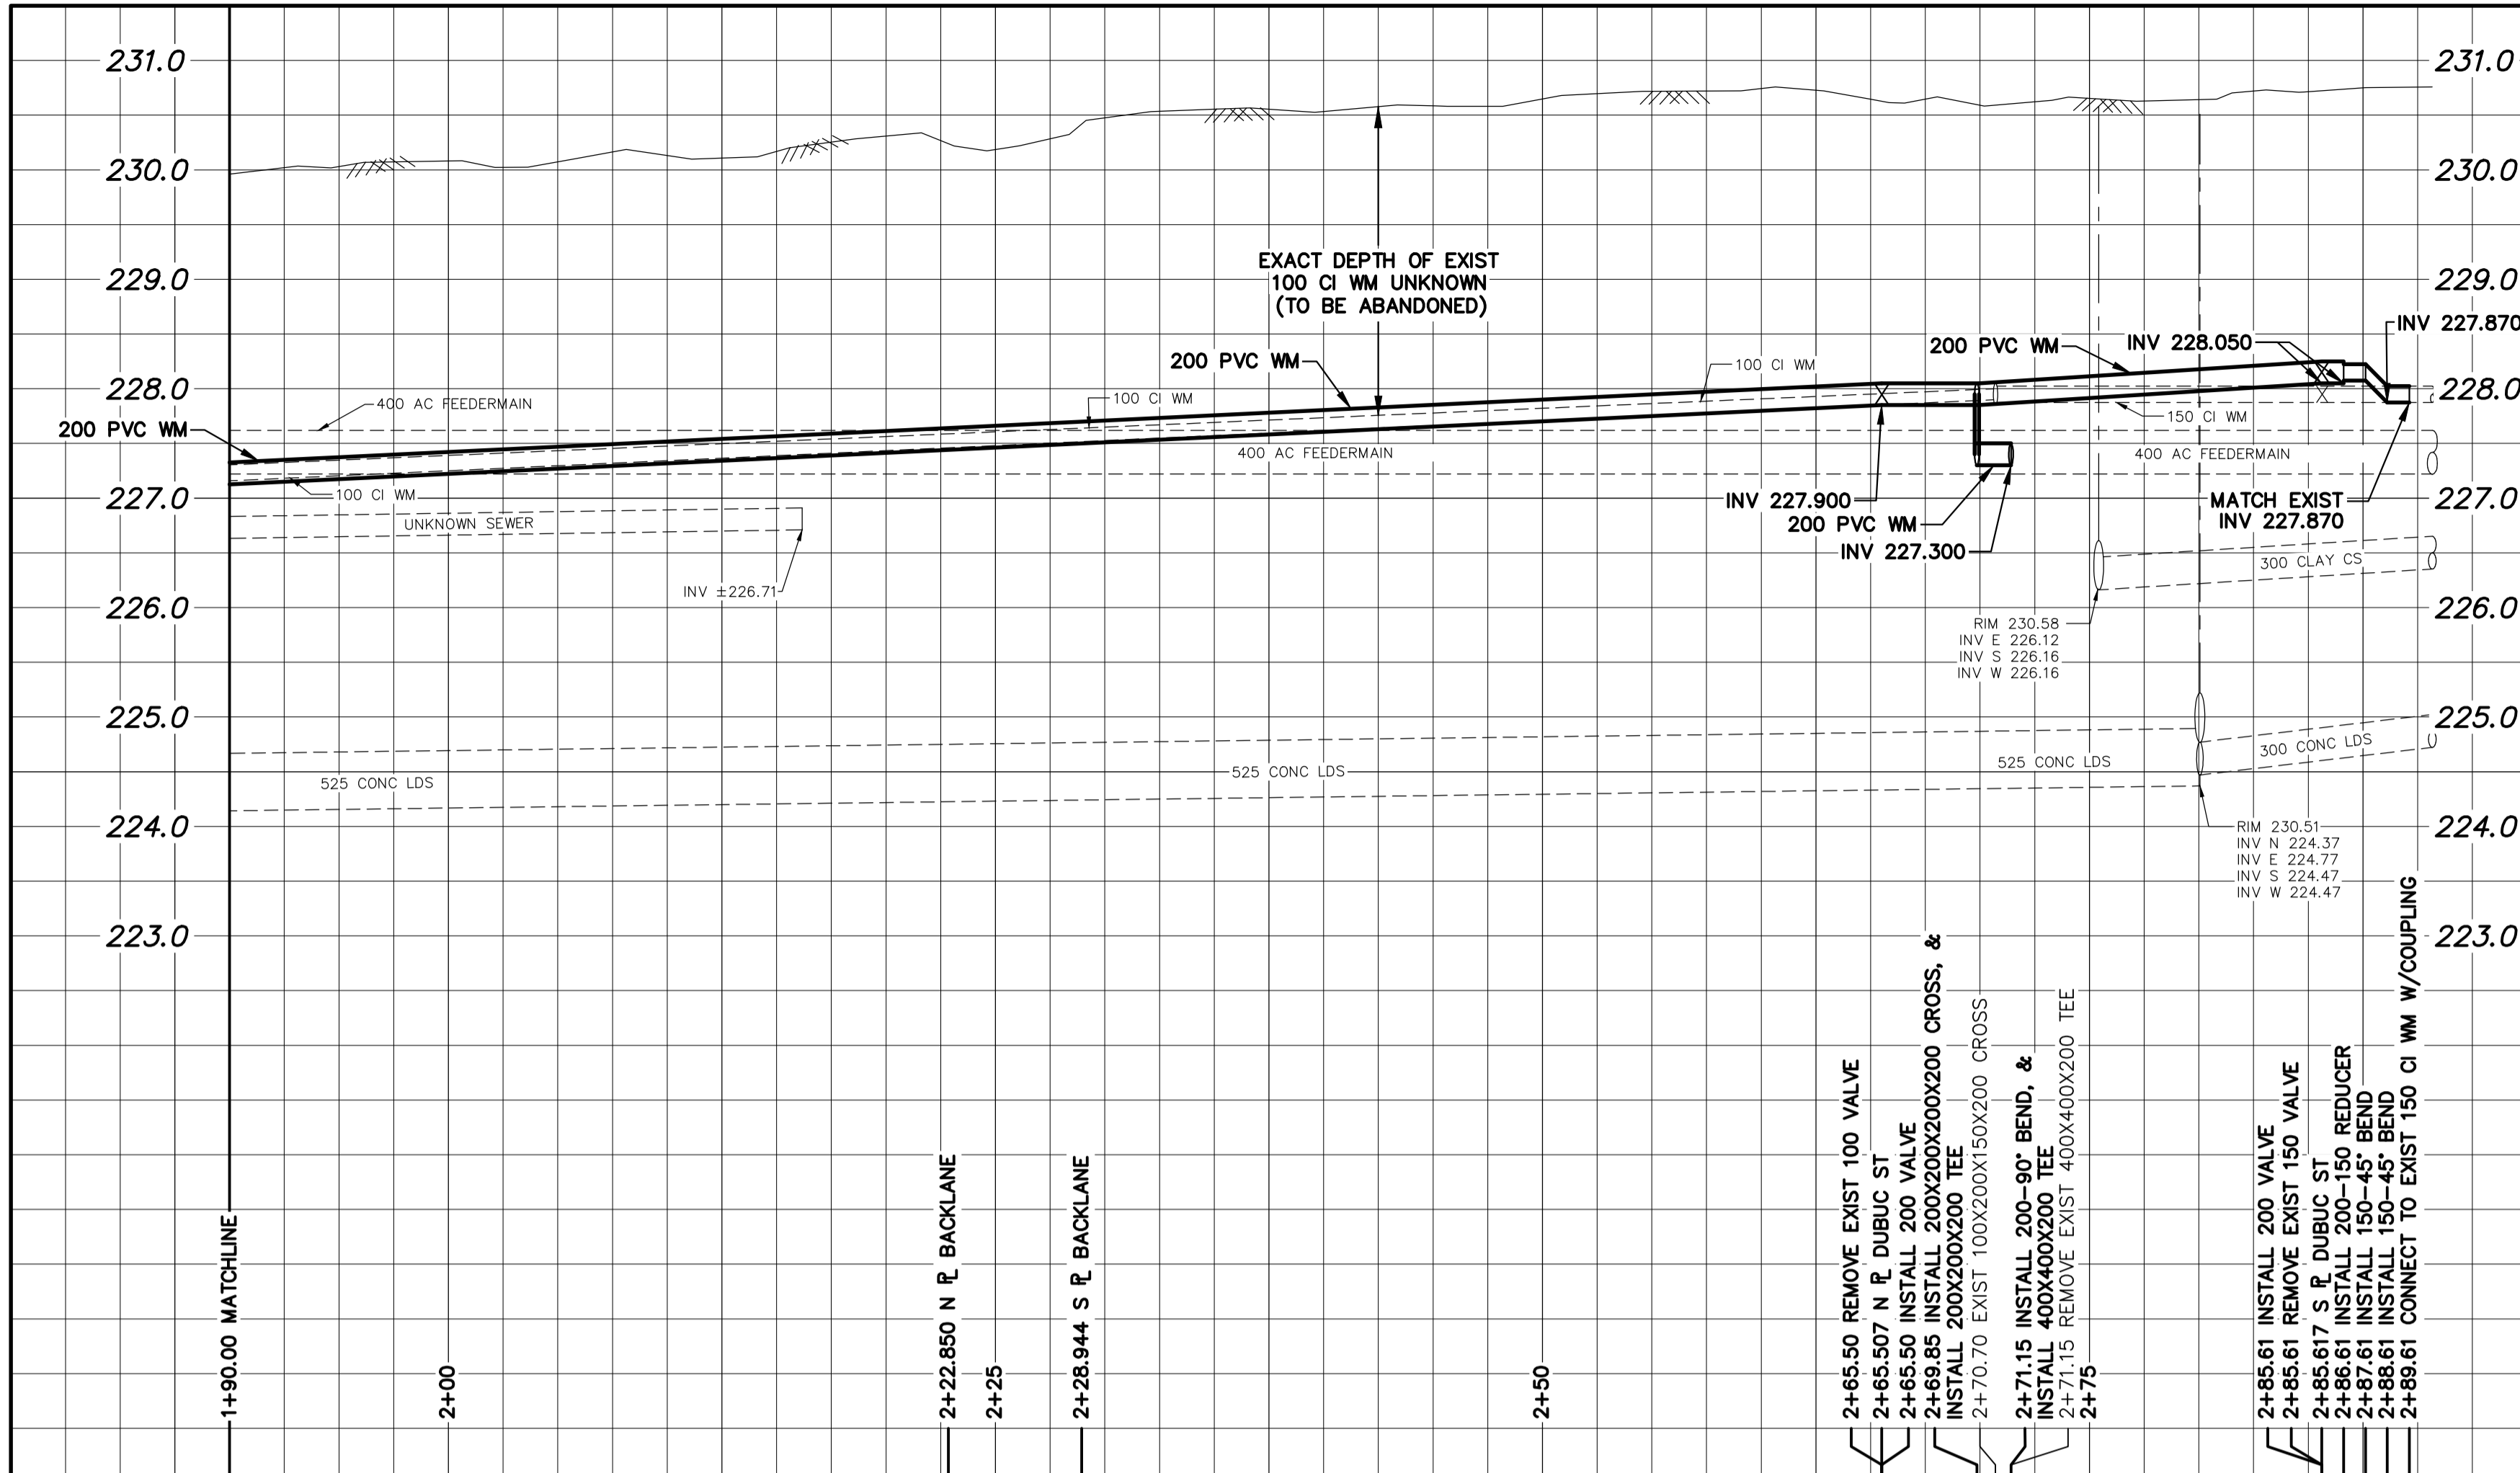 231.0
231.0
230.0
230.0
EXACT DEPTH OF EXIST
100 CI WM UNKNOWN
(TO BE ABANDONED)
229.0
229.0
INV 227.870
INV 228.050
200 PVC WM
200 PVC WM
100 CI WM
228.0
228.0
400 AC FEEDERMAIN
100 CI WM
150 CI WM
200 PVC WM
400 AC FEEDERMAIN
400 AC FEEDERMAIN
100 CI WM
227.0
227.0
INV 227.900
MATCH EXIST
INV 227.870
UNKNOWN SEWER
200 PVC WM
INV 227.300
300 CLAY CS
INV ±226.71
226.0
226.0
RIM 230.58
INV E 226.12
INV S 226.16
INV W 226.16
225.0
225.0
300 CONC LDS
525 CONC LDS
525 CONC LDS
525 CONC LDS
224.0
224.0
RIM 230.51
INV N 224.37
INV E 224.77
INV S 224.47
INV W 224.47
223.0
223.0
1+90.00 MATCHLINE
2+00
2+22.850 N PL BACKLANE
2+25
2+28.944 S PL BACKLANE
2+50
2+65.50 REMOVE EXIST 100 VALVE
2+65.507 N PL DUBUC ST
2+65.50 INSTALL 200 VALVE
2+69.85 INSTALL 200X200X200X200 CROSS, &
INSTALL 200X200X200 TEE
2+70.70 EXIST 100X200X150X200 CROSS
2+71.15 INSTALL 200-90° BEND, &
INSTALL 400X400X200 TEE
2+71.15 REMOVE EXIST 400X400X200 TEE
2+75
2+85.61 INSTALL 200 VALVE
2+85.61 REMOVE EXIST 150 VALVE
2+85.617 S PL DUBUC ST
2+86.61 INSTALL 200-150 REDUCER
2+87.61 INSTALL 150-45° BEND
2+88.61 INSTALL 150-45° BEND
2+89.61 CONNECT TO EXIST 150 CI WM W/COUPLING